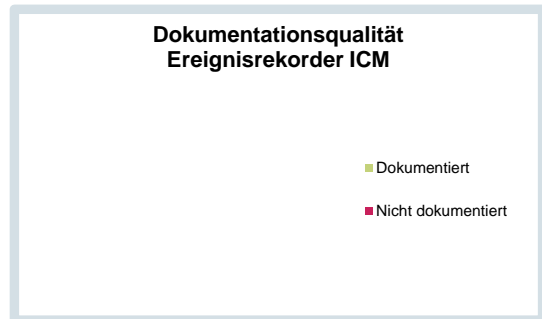 Dokumentationsqualität
Ereignisrekorder ICM
Dokumentiert
Nicht dokumentiert